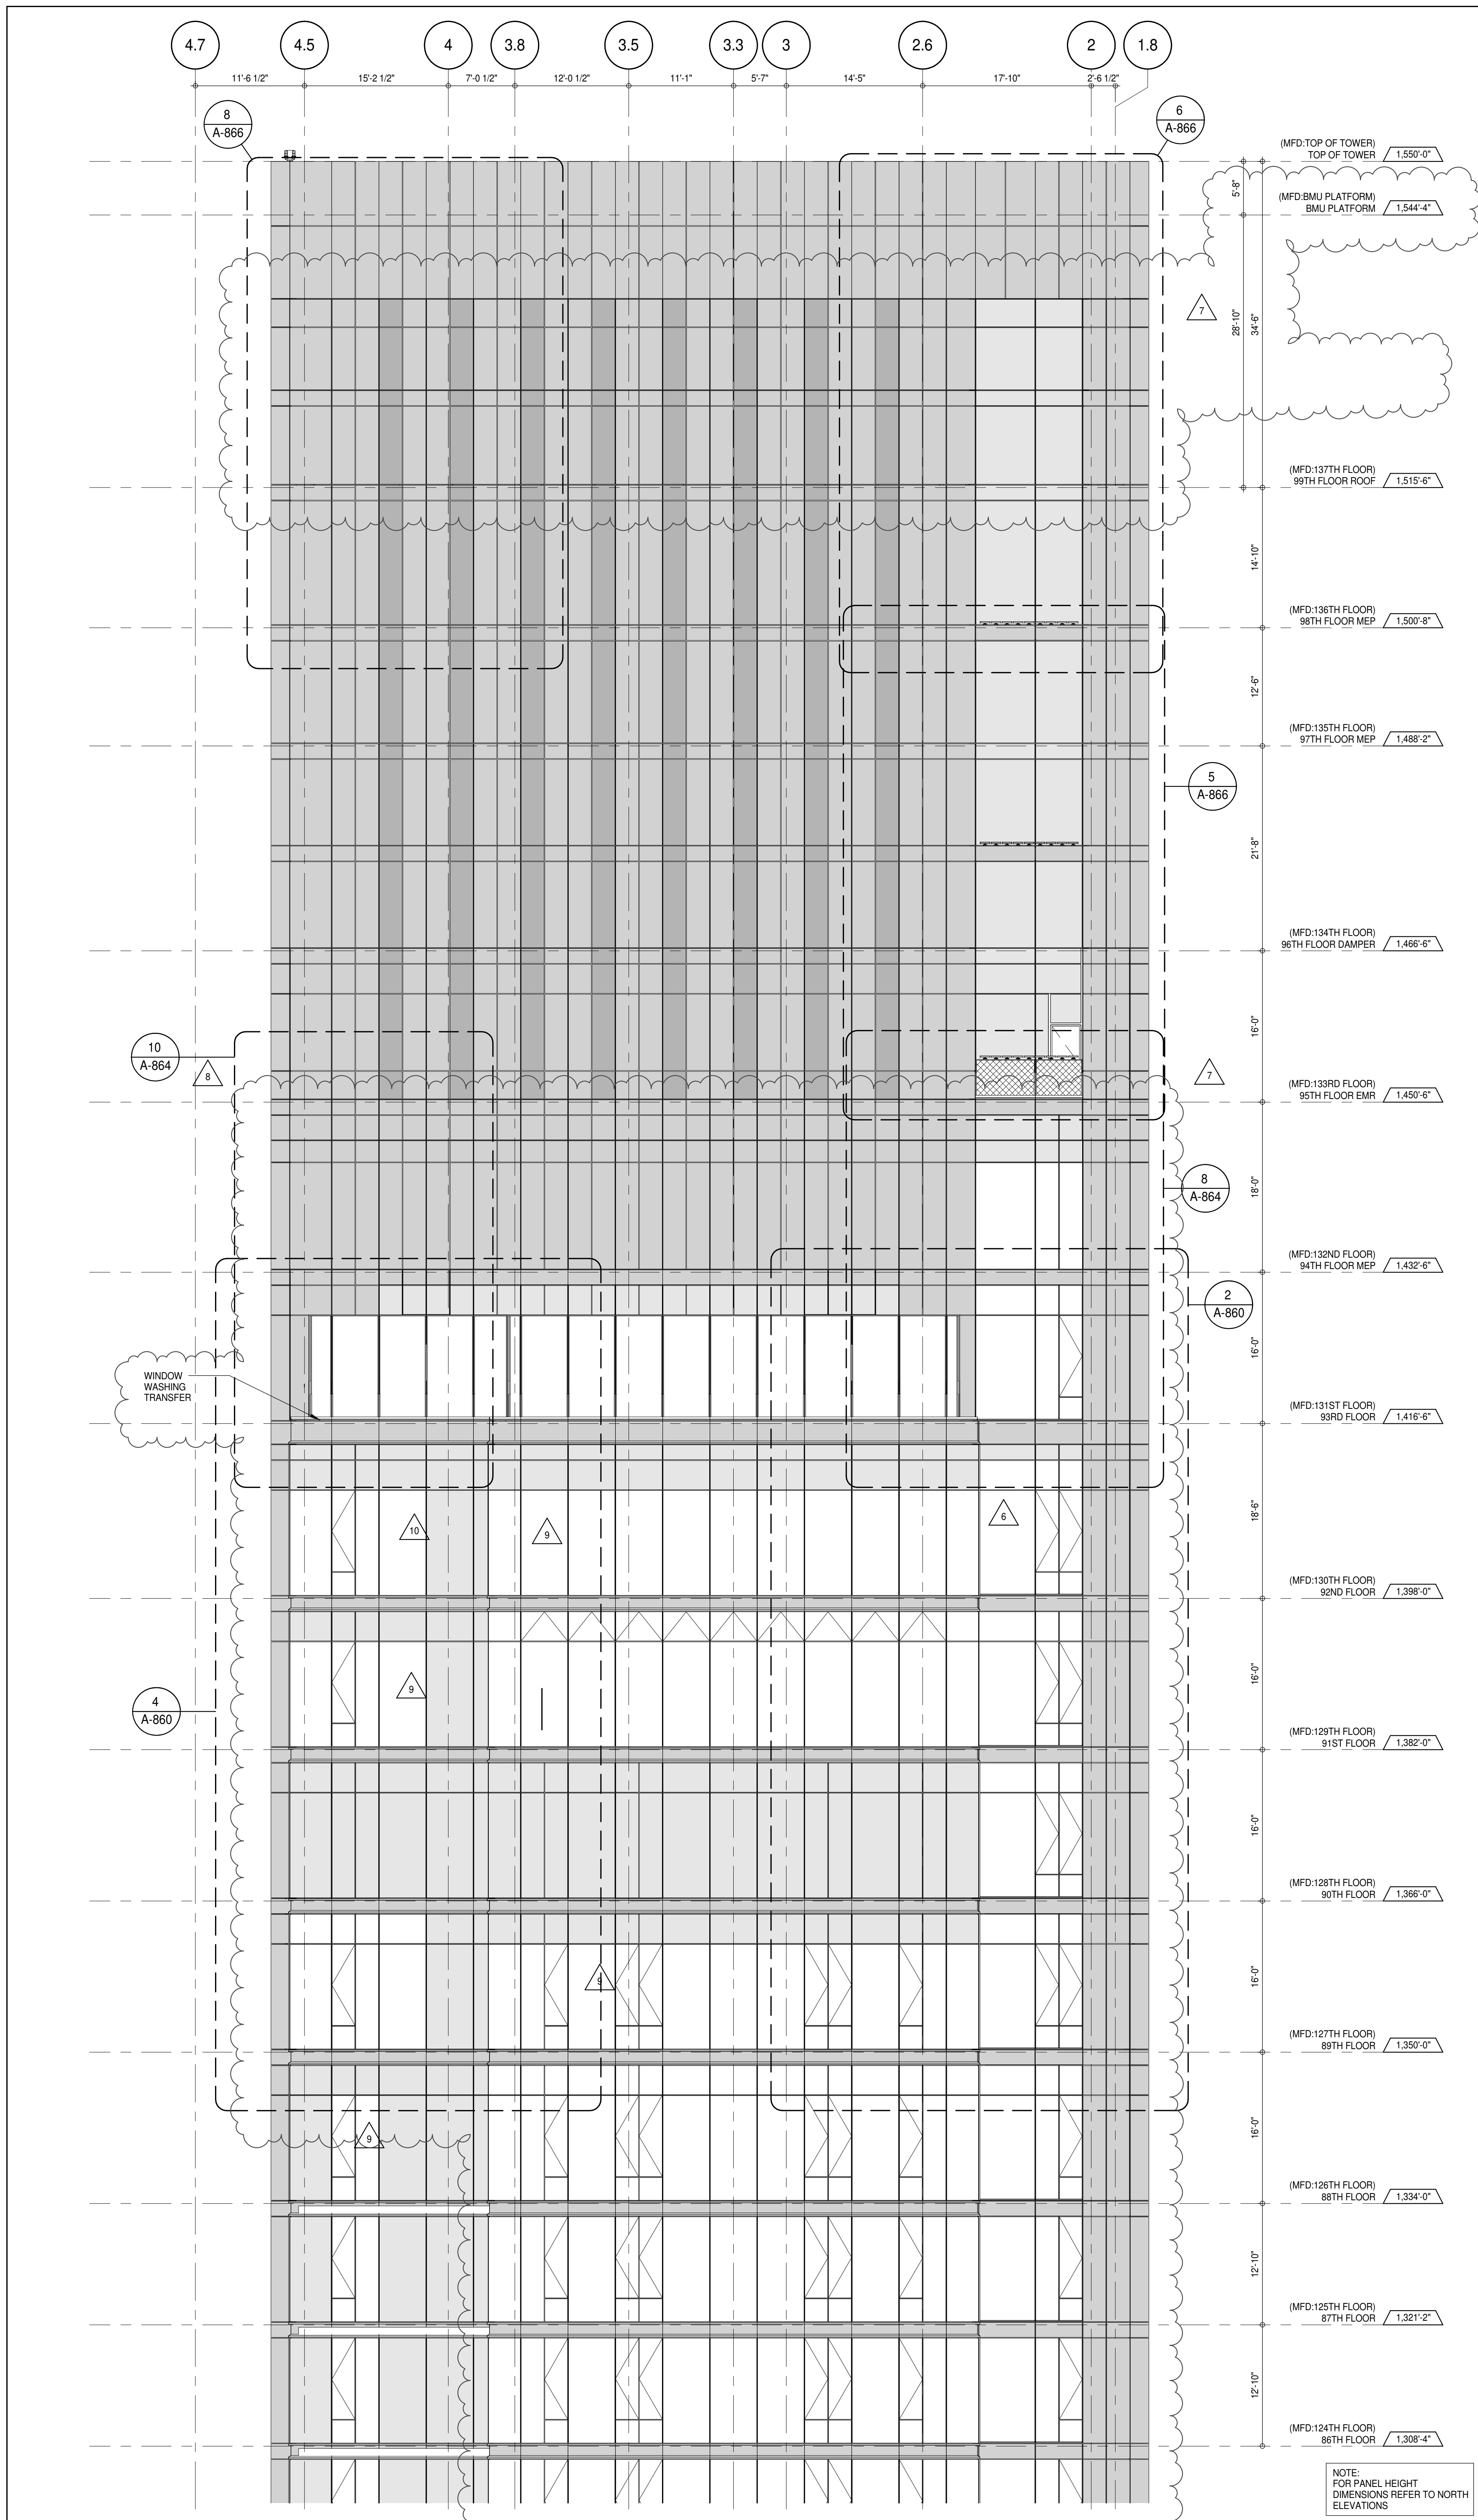 4.7 4.5 4 3.8 3.5 3.3 3 2.6 2 1.8
11'-6 1/2" 15'-2 1/2" 7'-0 1/2" 12'-0 1/2" 11'-1" 5'-7" 14'-5" 17'-10" 2'-6 1/2"
8
A-866
6
A-866
(MFD:TOP OF TOWER)
TOP OF TOWER 1,550'-0"
5'-8"
(MFD:BMU PLATFORM)
BMU PLATFORM 1,544'-4"
7
28'-10"
34'-6"
(MFD:137TH FLOOR)
99TH FLOOR ROOF 1,515'-6"
14'-10"
(MFD:136TH FLOOR)
98TH FLOOR MEP 1,500'-8"
12'-6"
(MFD:135TH FLOOR)
97TH FLOOR MEP 1,488'-2"
5
A-866
21'-8"
(MFD:134TH FLOOR)
96TH FLOOR DAMPER 1,466'-6"
16'-0"
10
A-864
8
7
(MFD:133RD FLOOR)
95TH FLOOR EMR 1,450'-6"
18'-0"
8
A-864
(MFD:132ND FLOOR)
94TH FLOOR MEP 1,432'-6"
2
A-860
16'-0"
WINDOW
WASHING
TRANSFER
(MFD:131ST FLOOR)
93RD FLOOR 1,416'-6"
18'-6"
10
9
6
(MFD:130TH FLOOR)
92ND FLOOR 1,398'-0"
16'-0"
9
4
A-860
(MFD:129TH FLOOR)
91ST FLOOR 1,382'-0"
16'-0"
(MFD:128TH FLOOR)
90TH FLOOR 1,366'-0"
16'-0"
9
(MFD:127TH FLOOR)
89TH FLOOR 1,350'-0"
16'-0"
9
(MFD:126TH FLOOR)
88TH FLOOR 1,334'-0"
12'-10"
(MFD:125TH FLOOR)
87TH FLOOR 1,321'-2"
12'-10"
(MFD:124TH FLOOR)
86TH FLOOR 1,308'-4"
NOTE:
FOR PANEL HEIGHT
DIMENSIONS REFER TO NORTH
ELEVATIONS